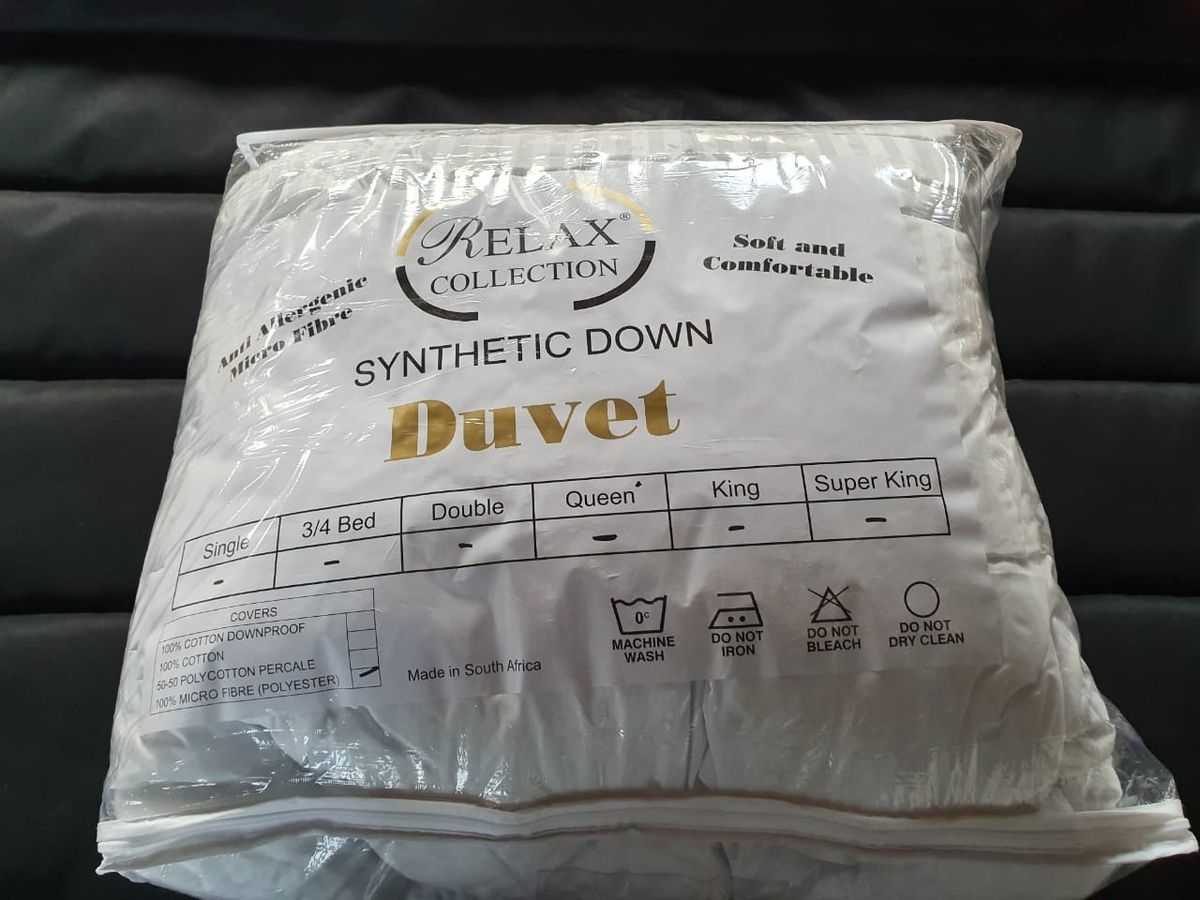 RELAX®
COLLECTION
Anti Allergenic
Micro Fibre
Soft and
Comfortable
SYNTHETIC DOWN
Duvet
Single 3/4 Bed Double Queen King Super King
- - - - - -
COVERS
100% COTTON DOWNPROOF
100% COTTON
50-50 POLYCOTTON PERCALE
100% MICRO FIBRE (POLYESTER)
Made in South Africa
0c
MACHINE
WASH
DO NOT
IRON
DO NOT
BLEACH
DO NOT
DRY CLEAN